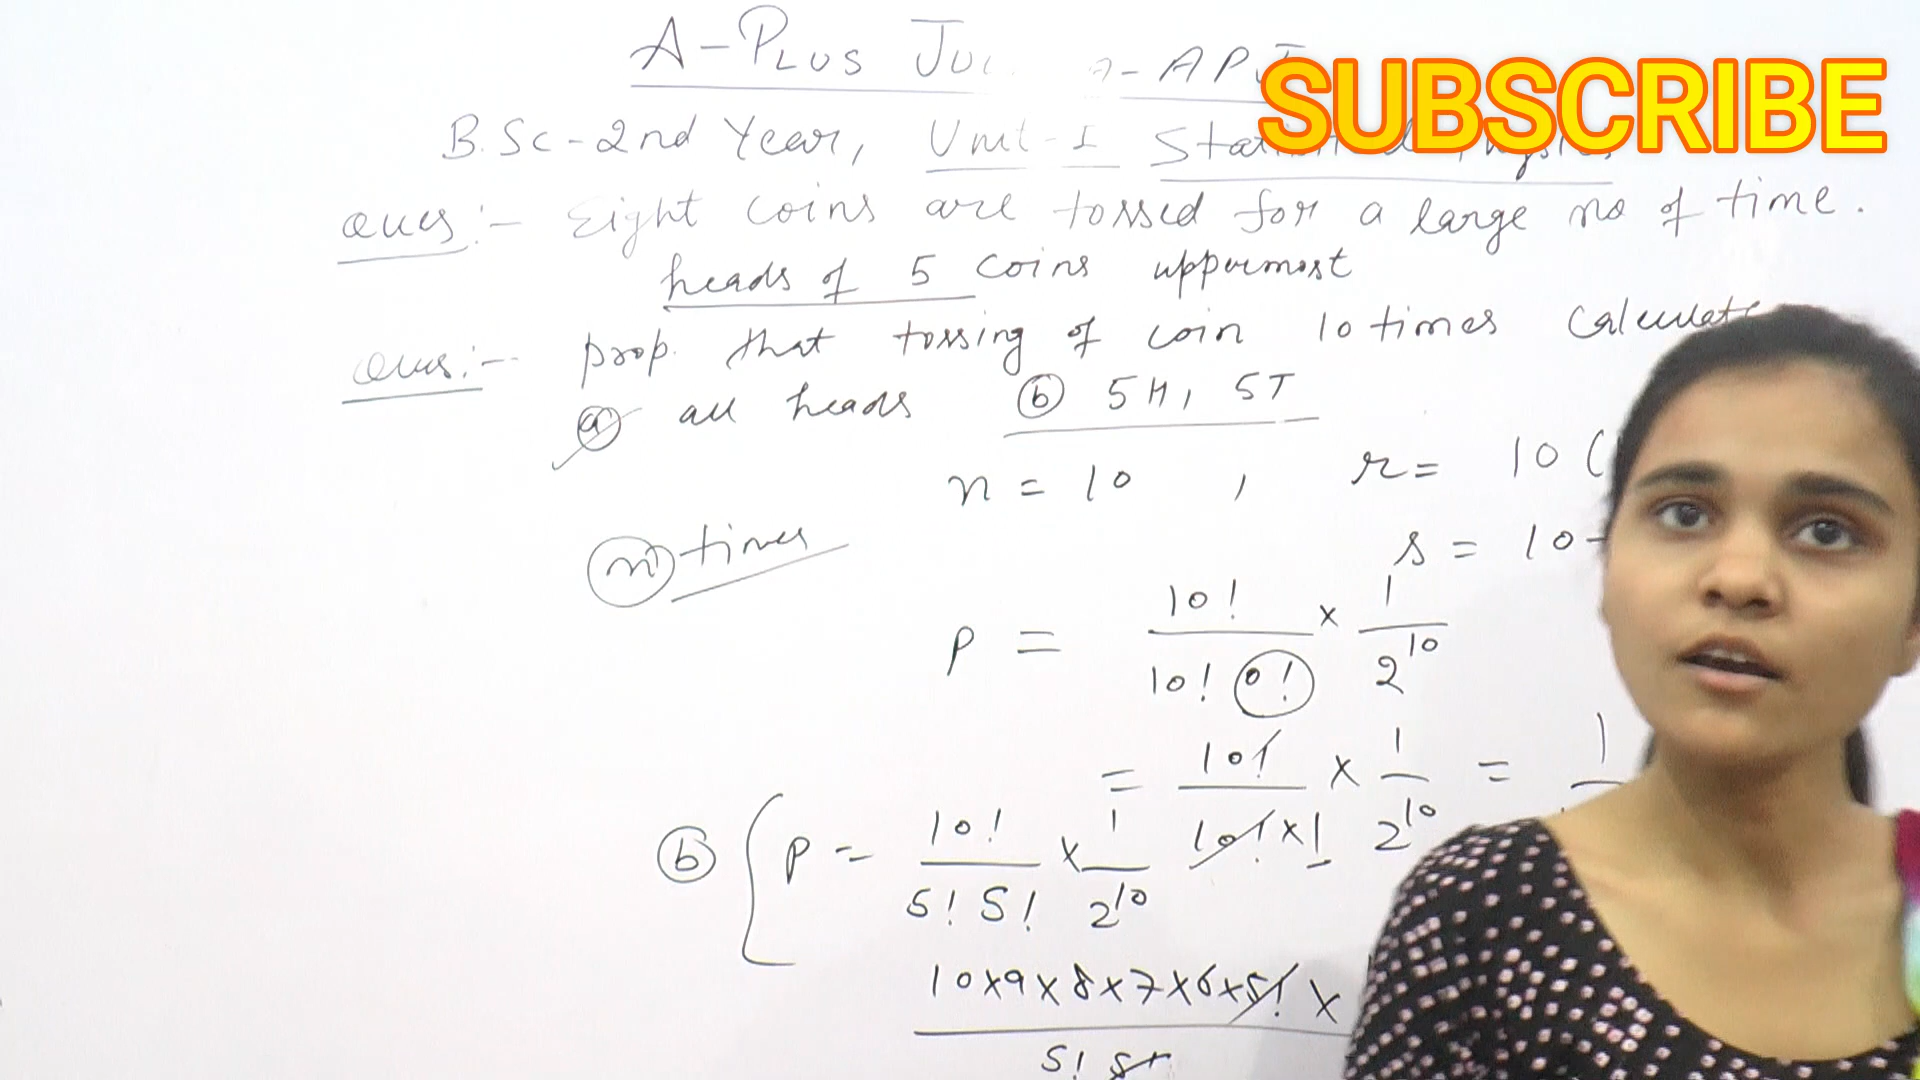 A-PLUS - APJ
SUBSCRIBE
B.Sc-2nd Year, Unit-I
Ques:- Eight coins are tossed for a large no of time.
heads of 5 coins uppermost
Ques:- prop. that tossing of coin 10 times calculate
(a) all heads (b) 5H, 5T
n = 10 , r = 10 (
(n) times
s = 10-
P = 10! / 10! 0! × 1 / 2^10
= 10! / 10! × 1 × 1 / 2^10 = 1
(b) { P = 10! / 5! 5! × 1 / 2^10
10×9×8×7×6×5! ×
5! 5!